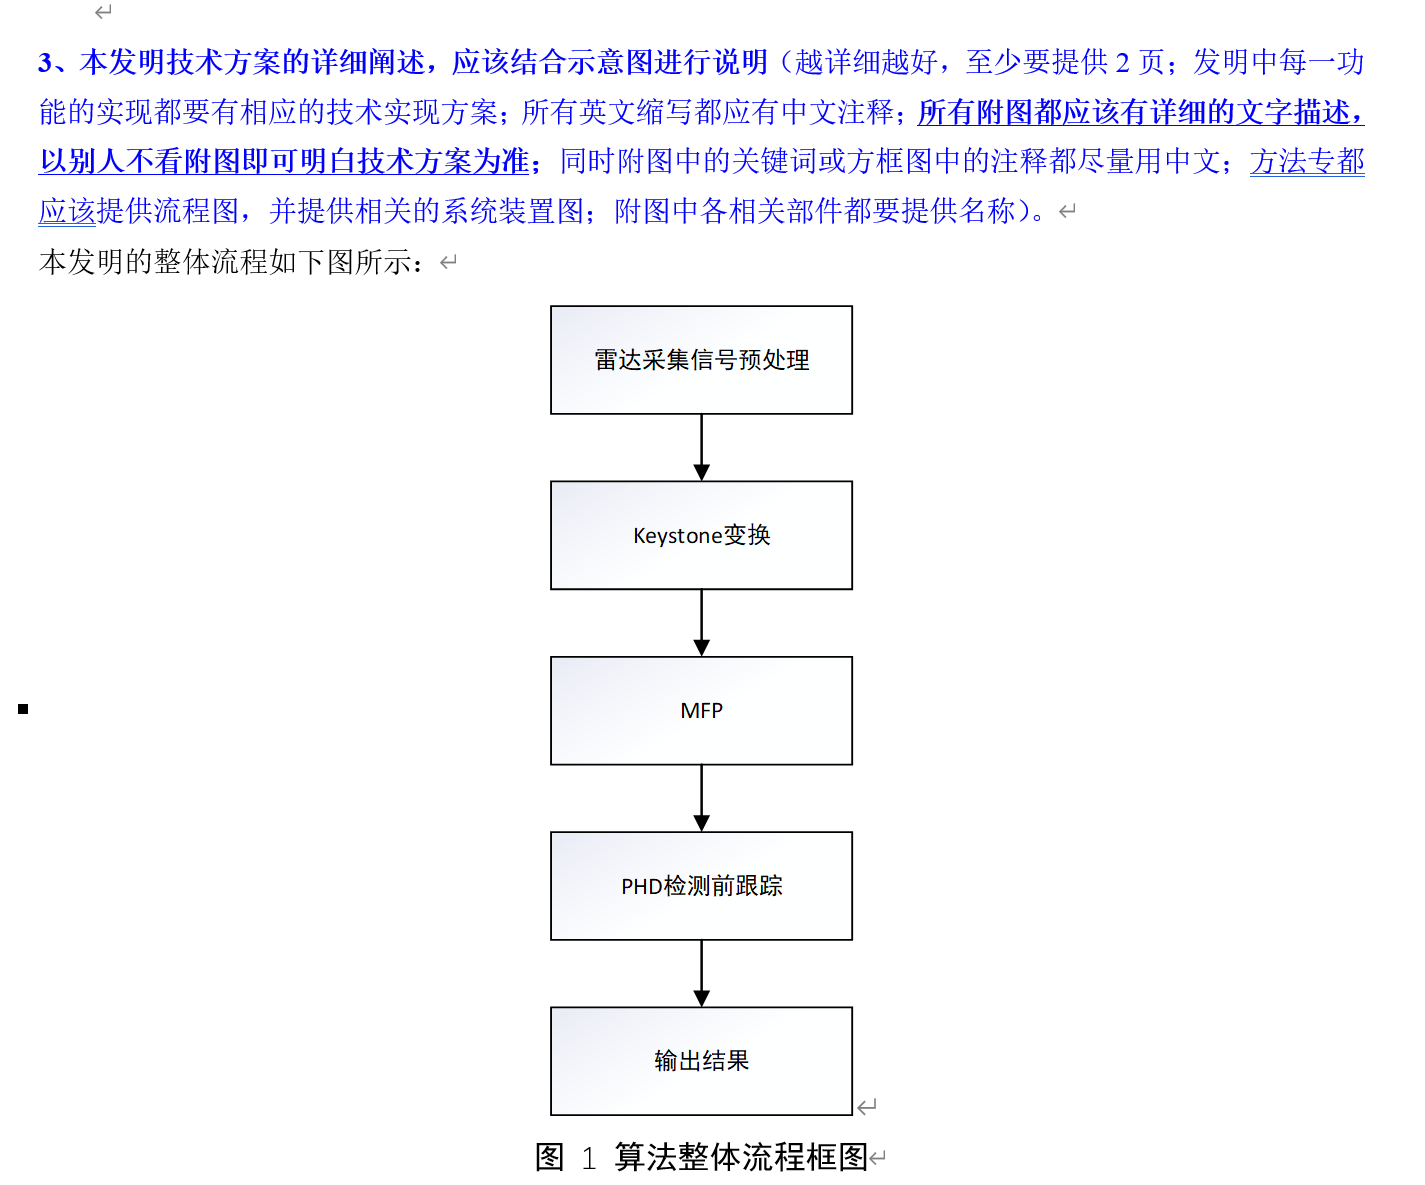 3、本发明技术方案的详细阐述，应该结合示意图进行说明（越详细越好，至少要提供 2 页；发明中每一功
能的实现都要有相应的技术实现方案；所有英文缩写都应有中文注释；所有附图都应该有详细的文字描述，
以别人不看附图即可明白技术方案为准；同时附图中的关键词或方框图中的注释都尽量用中文；方法专都
应该提供流程图，并提供相关的系统装置图；附图中各相关部件都要提供名称）。
本发明的整体流程如下图所示：
雷达采集信号预处理
Keystone变换
MFP
PHD检测前跟踪
输出结果
图 1 算法整体流程框图